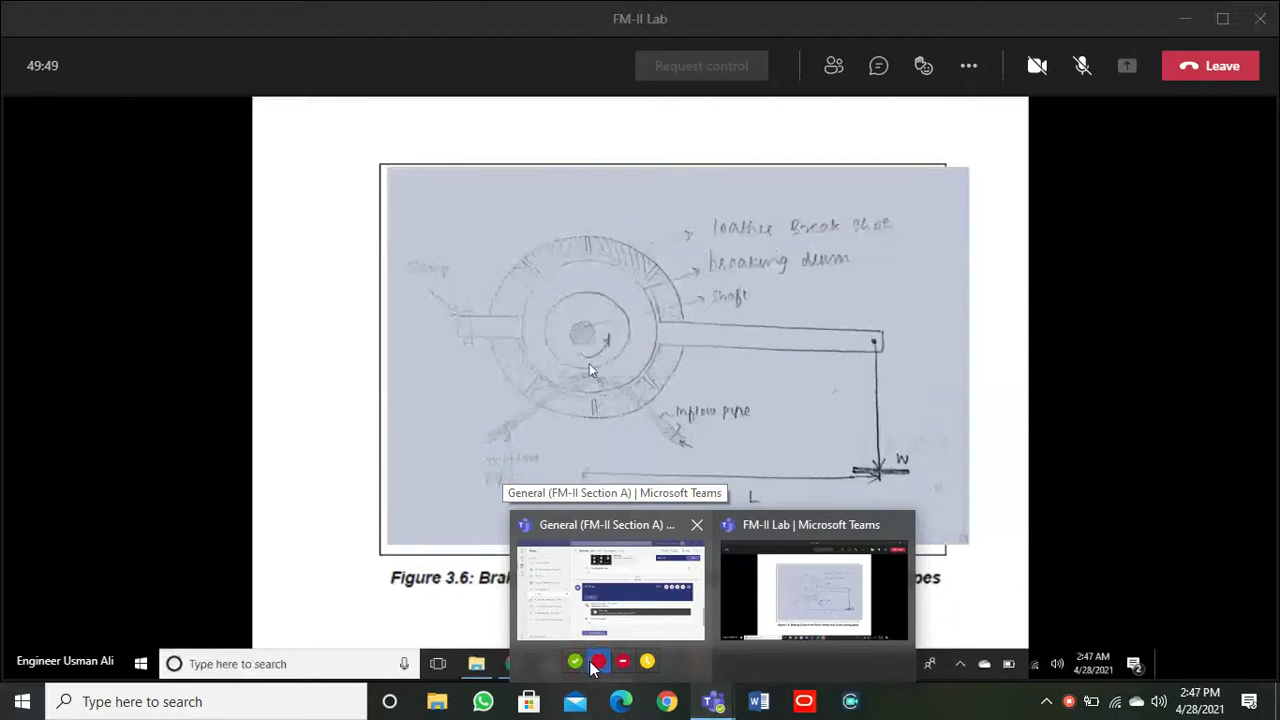 FM-II Lab
49:49
Request control
Leave
leather Break Shoe
breaking drum
Shaft
Inflow pipe
W
L
General (FM-II Section A) | Microsoft Teams
General (FM-II Section A) ...
FM-II Lab | Microsoft Teams
Figure 3.6: Bra
pes
Engineer Usman
Type here to search
2:47 AM
4/28/2021
2
Type here to search
2:47 PM
4/28/2021